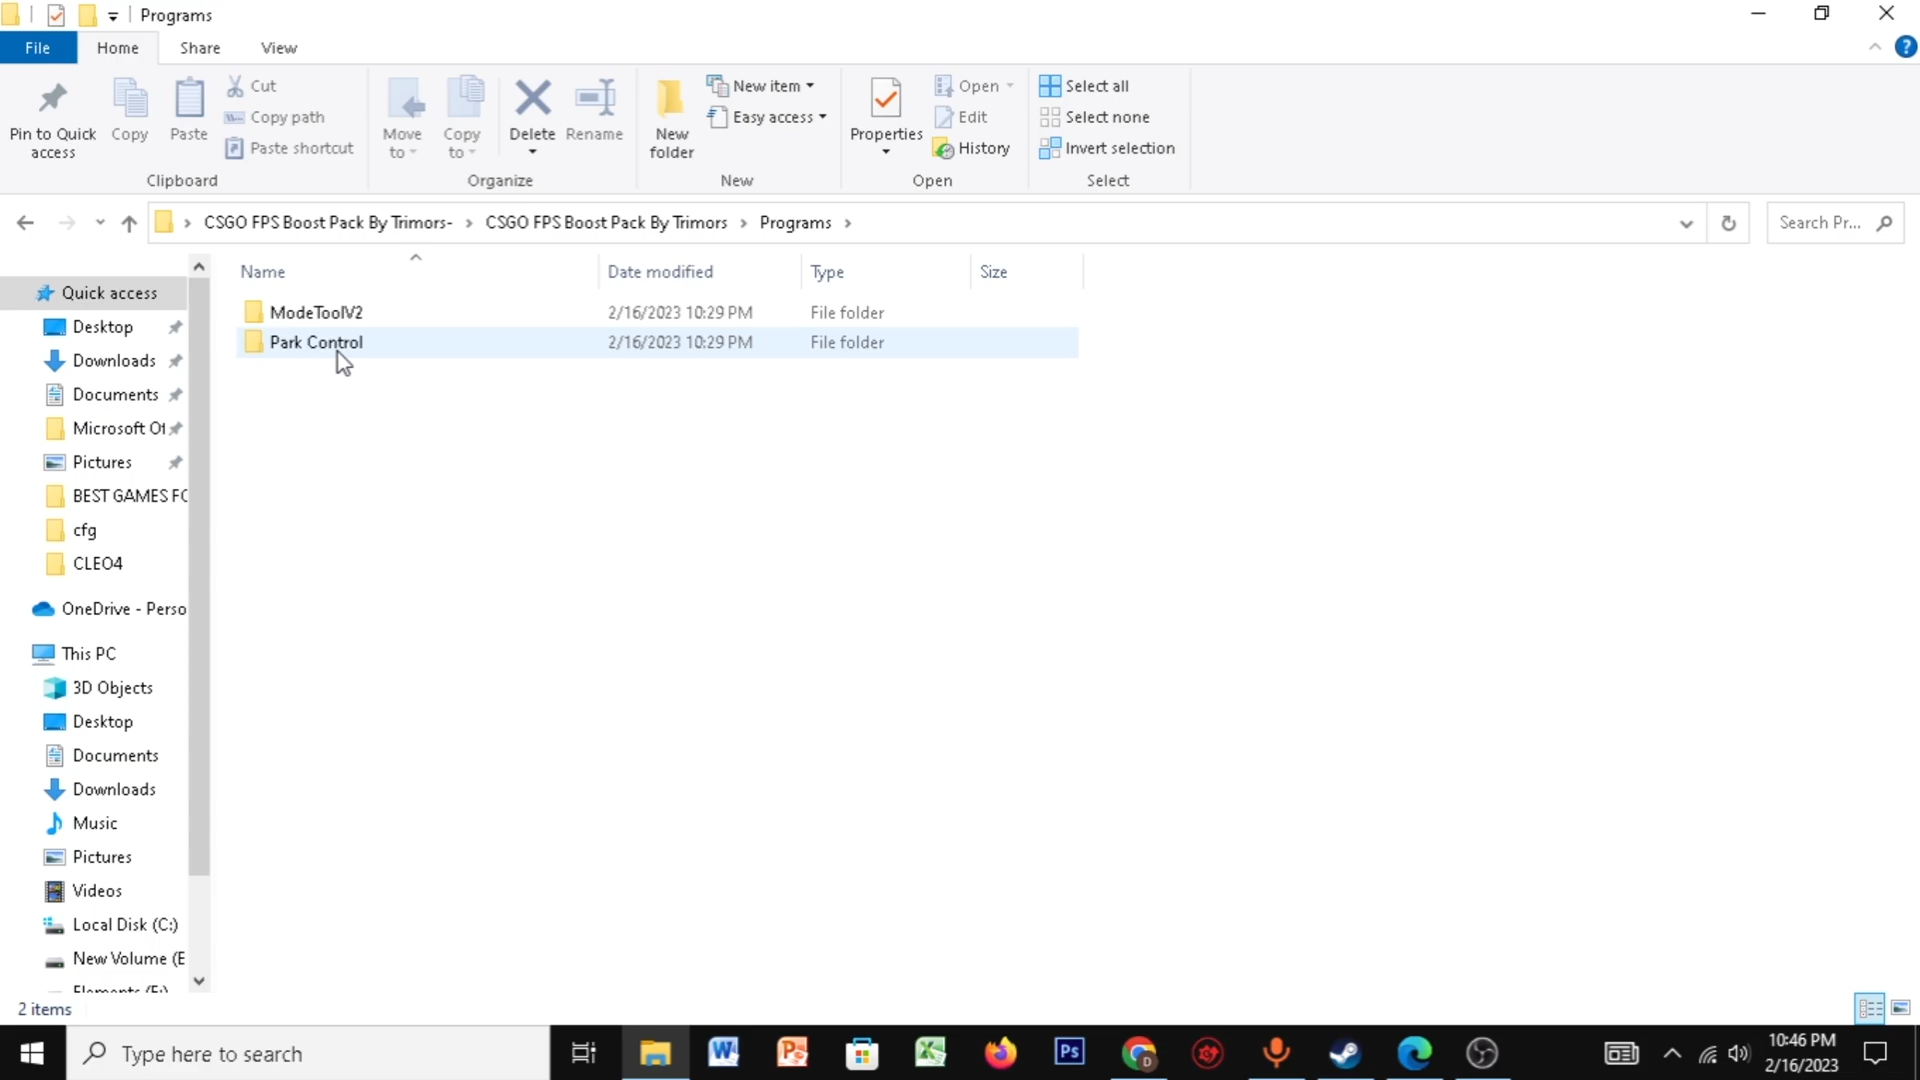 Programs
File Home Share View
Pin to Quick access
Copy
Paste
Cut
Copy path
Paste shortcut
Clipboard
Move to
Copy to
Delete
Rename
Organize
New folder
New item
Easy access
New
Properties
Open
Edit
History
Open
Select all
Select none
Invert selection
Select
CSGO FPS Boost Pack By Trimors- CSGO FPS Boost Pack By Trimors Programs
Search Pr...
Name Date modified Type Size
ModeToolV2 2/16/2023 10:29 PM File folder
Park Control 2/16/2023 10:29 PM File folder
Quick access
Desktop
Downloads
Documents
Microsoft Of
Pictures
BEST GAMES FO
cfg
CLEO4
OneDrive - Perso
This PC
3D Objects
Desktop
Documents
Downloads
Music
Pictures
Videos
Local Disk (C:)
New Volume (E
Elements (F:)
2 items
Type here to search
Ps
D
10:46 PM
2/16/2023